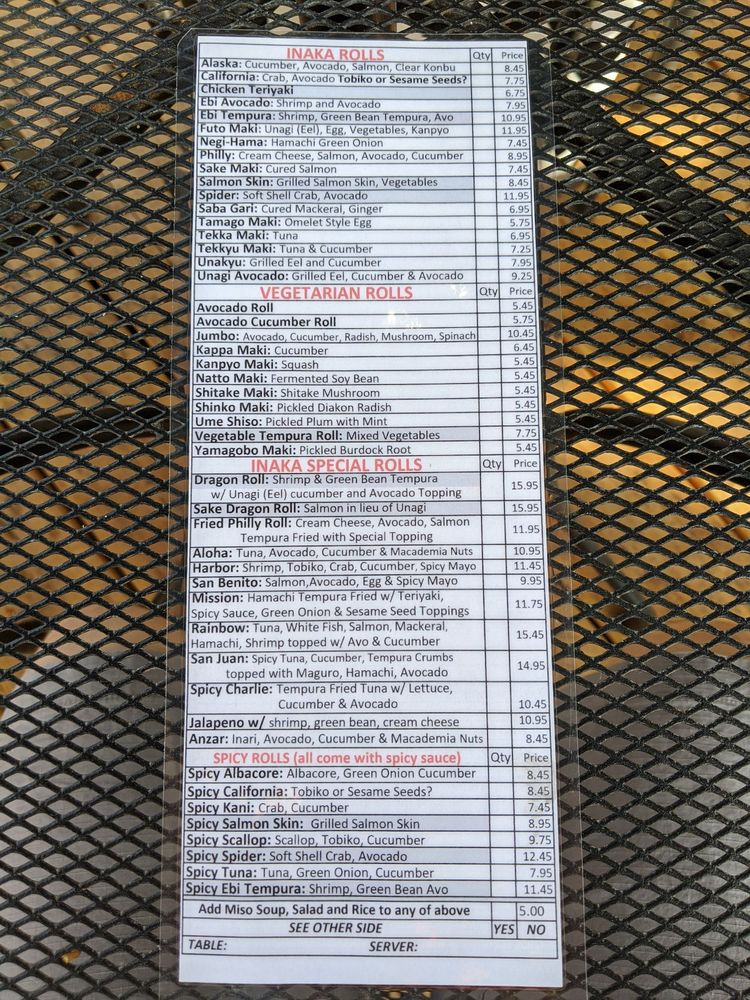 INAKA ROLLS Qty Price
Alaska: Cucumber, Avocado, Salmon, Clear Konbu 8.45
California: Crab, Avocado Tobiko or Sesame Seeds? 7.75
Chicken Teriyaki 6.75
Ebi Avocado: Shrimp and Avocado 7.95
Ebi Tempura: Shrimp, Green Bean Tempura, Avo 10.95
Futo Maki: Unagi (Eel), Egg, Vegetables, Kanpyo 11.95
Negi-Hama: Hamachi Green Onion 7.45
Philly: Cream Cheese, Salmon, Avocado, Cucumber 8.95
Sake Maki: Cured Salmon 7.45
Salmon Skin: Grilled Salmon Skin, Vegetables 8.45
Spider: Soft Shell Crab, Avocado 11.95
Saba Gari: Cured Mackeral, Ginger 6.95
Tamago Maki: Omelet Style Egg 5.75
Tekka Maki: Tuna 6.95
Tekkyu Maki: Tuna & Cucumber 7.25
Unakyu: Grilled Eel and Cucumber 7.95
Unagi Avocado: Grilled Eel, Cucumber & Avocado 9.25
VEGETARIAN ROLLS Qty Price
Avocado Roll 5.45
Avocado Cucumber Roll 5.75
Jumbo: Avocado, Cucumber, Radish, Mushroom, Spinach 10.45
Kappa Maki: Cucumber 6.45
Kanpyo Maki: Squash 5.45
Natto Maki: Fermented Soy Bean 5.45
Shitake Maki: Shitake Mushroom 5.45
Shinko Maki: Pickled Diakon Radish 5.45
Ume Shiso: Pickled Plum with Mint 5.45
Vegetable Tempura Roll: Mixed Vegetables 7.75
Yamagobo Maki: Pickled Burdock Root 5.45
INAKA SPECIAL ROLLS Qty Price
Dragon Roll: Shrimp & Green Bean Tempura
w/ Unagi (Eel) cucumber and Avocado Topping 15.95
Sake Dragon Roll: Salmon in lieu of Unagi 15.95
Fried Philly Roll: Cream Cheese, Avocado, Salmon
Tempura Fried with Special Topping 11.95
Aloha: Tuna, Avocado, Cucumber & Macademia Nuts 10.95
Harbor: Shrimp, Tobiko, Crab, Cucumber, Spicy Mayo 11.45
San Benito: Salmon,Avocado, Egg & Spicy Mayo 9.95
Mission: Hamachi Tempura Fried w/ Teriyaki,
Spicy Sauce, Green Onion & Sesame Seed Toppings 11.75
Rainbow: Tuna, White Fish, Salmon, Mackeral,
Hamachi, Shrimp topped w/ Avo & Cucumber 15.45
San Juan: Spicy Tuna, Cucumber, Tempura Crumbs
topped with Maguro, Hamachi, Avocado 14.95
Spicy Charlie: Tempura Fried Tuna w/ Lettuce,
Cucumber & Avocado 10.45
Jalapeno w/ shrimp, green bean, cream cheese 10.95
Anzar: Inari, Avocado, Cucumber & Macademia Nuts 8.45
SPICY ROLLS (all come with spicy sauce) Qty Price
Spicy Albacore: Albacore, Green Onion Cucumber 8.45
Spicy California: Tobiko or Sesame Seeds? 8.45
Spicy Kani: Crab, Cucumber 7.45
Spicy Salmon Skin: Grilled Salmon Skin 8.95
Spicy Scallop: Scallop, Tobiko, Cucumber 9.75
Spicy Spider: Soft Shell Crab, Avocado 12.45
Spicy Tuna: Tuna, Green Onion, Cucumber 7.95
Spicy Ebi Tempura: Shrimp, Green Bean Avo 11.45
Add Miso Soup, Salad and Rice to any of above 5.00
SEE OTHER SIDE YES NO
TABLE: SERVER: